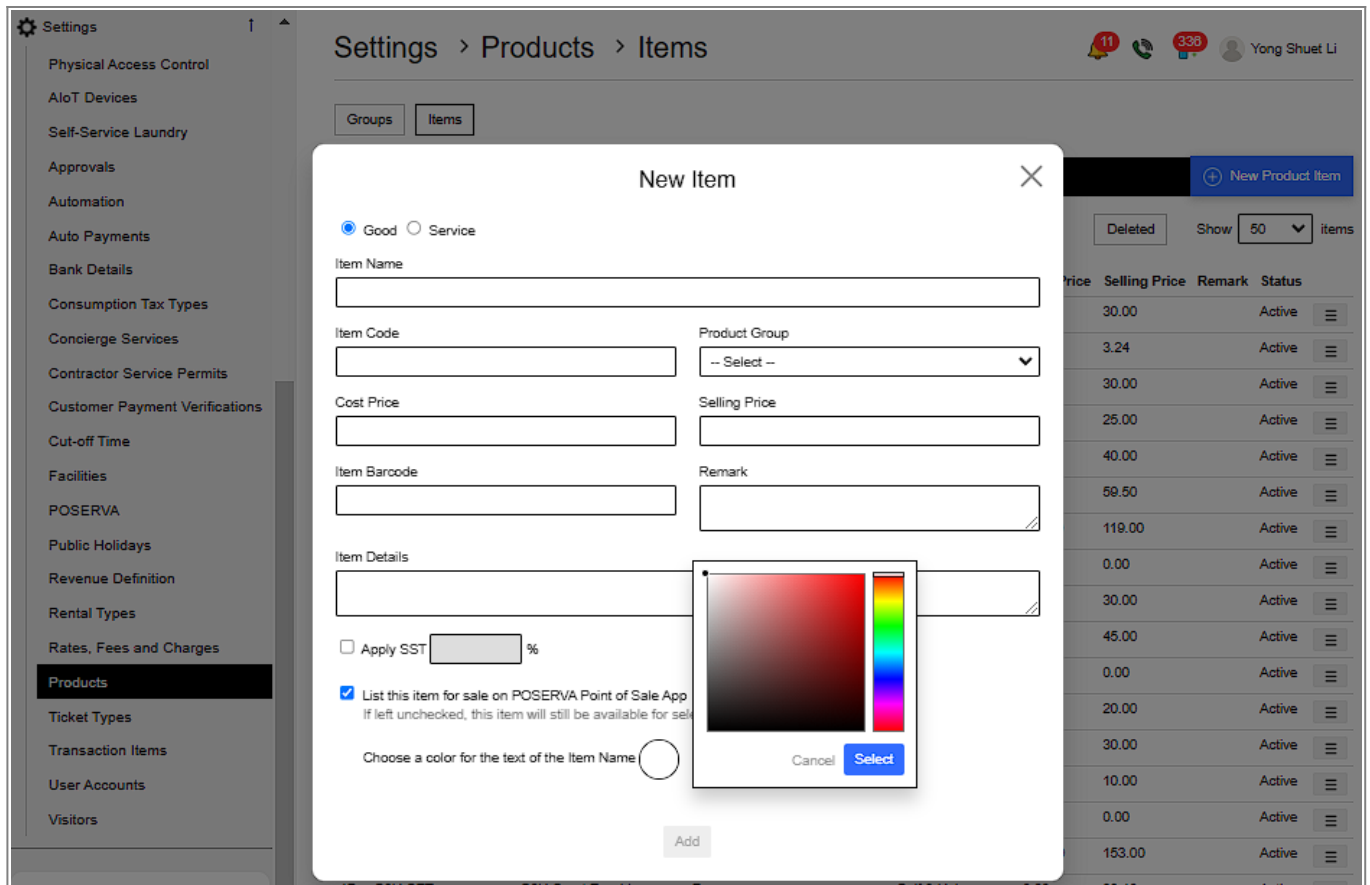 Settings
Physical Access Control
AIoT Devices
Self-Service Laundry
Approvals
Automation
Auto Payments
Bank Details
Consumption Tax Types
Concierge Services
Contractor Service Permits
Customer Payment Verifications
Cut-off Time
Facilities
POSERVA
Public Holidays
Revenue Definition
Rental Types
Rates, Fees and Charges
Products
Ticket Types
Transaction Items
User Accounts
Visitors
Settings > Products > Items
11
336
Yong Shuet Li
Groups Items
New Product Item
Deleted Show 50 items
Price Selling Price Remark Status
30.00 Active
3.24 Active
30.00 Active
25.00 Active
40.00 Active
59.50 Active
119.00 Active
0.00 Active
30.00 Active
45.00 Active
0.00 Active
20.00 Active
30.00 Active
10.00 Active
0.00 Active
153.00 Active
New Item
Good Service
Item Name
Item Code Product Group
-- Select --
Cost Price Selling Price
Item Barcode Remark
Item Details
Apply SST %
List this item for sale on POSERVA Point of Sale App
If left unchecked, this item will still be available for
Choose a color for the text of the Item Name
Cancel Select
Add